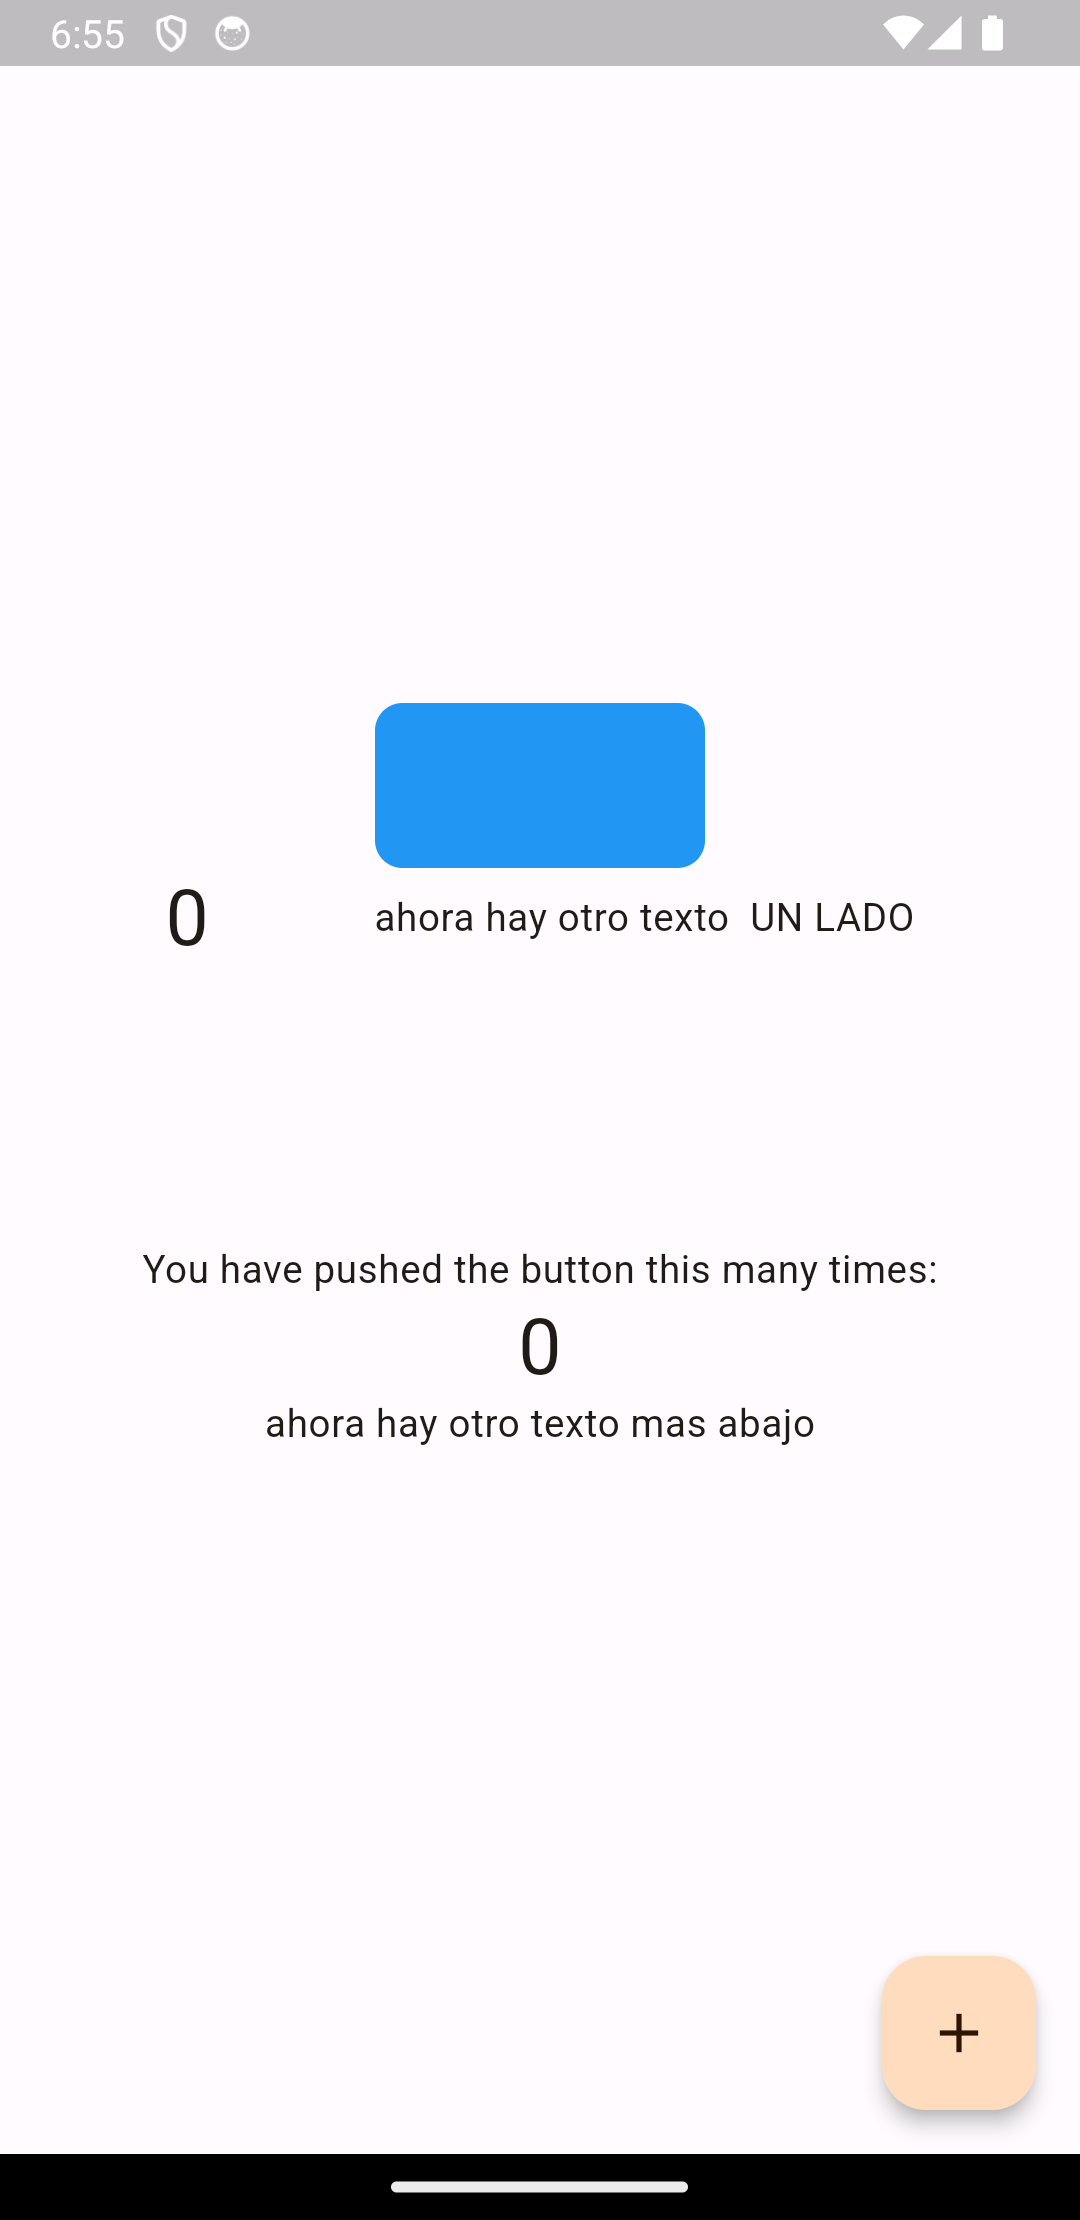 6:55
0 ahora hay otro texto UN LADO
You have pushed the button this many times:
0
ahora hay otro texto mas abajo
+